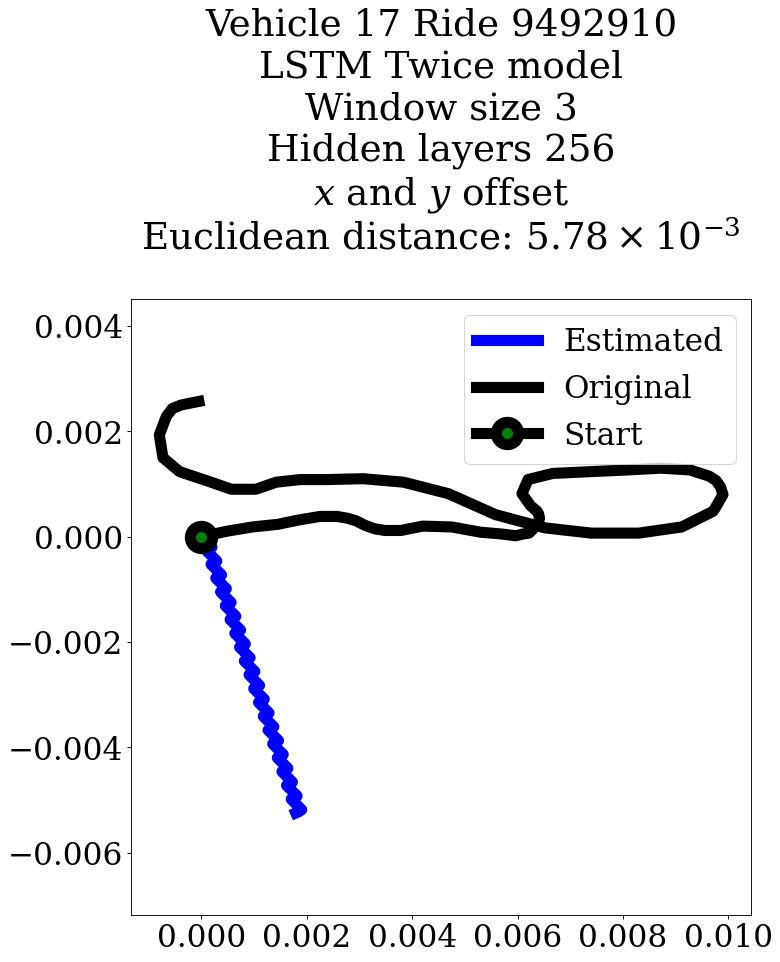 Vehicle 17 Ride 9492910
LSTM Twice model
Window size 3
Hidden layers 256
x and y offset
Euclidean distance: 5.78 × 10⁻³
Estimated
Original
Start
0.004
0.002
0.000
−0.002
−0.004
−0.006
0.000 0.002 0.004 0.006 0.008 0.010